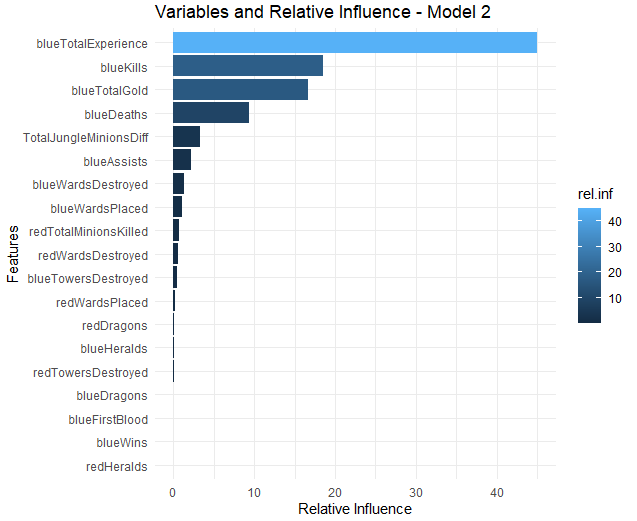 Variables and Relative Influence - Model 2
Features
blueTotalExperience
blueKills
blueTotalGold
blueDeaths
TotalJungleMinionsDiff
blueAssists
blueWardsDestroyed
blueWardsPlaced
redTotalMinionsKilled
redWardsDestroyed
blueTowersDestroyed
redWardsPlaced
redDragons
blueHeralds
redTowersDestroyed
blueDragons
blueFirstBlood
blueWins
redHeralds
0 10 20 30 40
Relative Influence
rel.inf
40
30
20
10